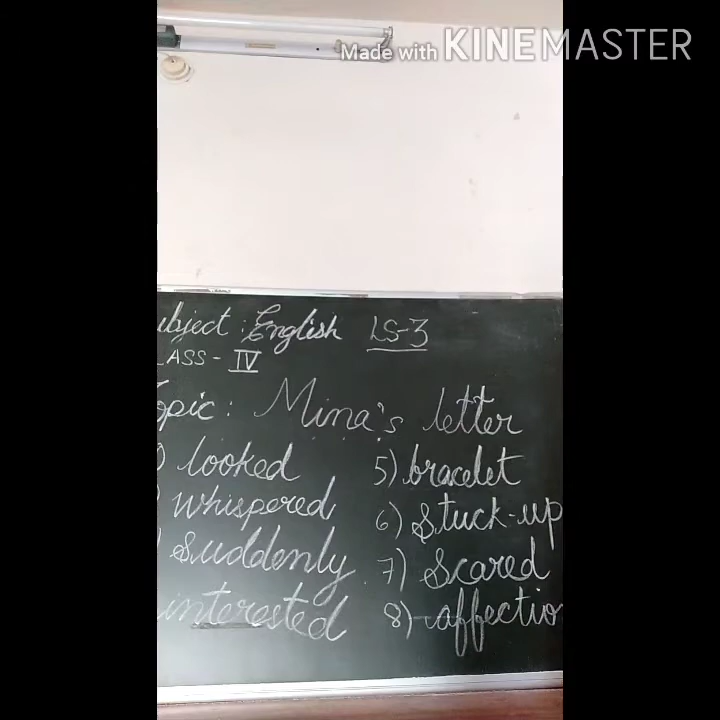 Made with KINEMASTER
ubject : English LS-3
LASS - IV
opic : Mina's letter
) looked
5) bracelet
) whispered
6) Stuck-up
) Suddenly
7) Scared
interested
8) affectio